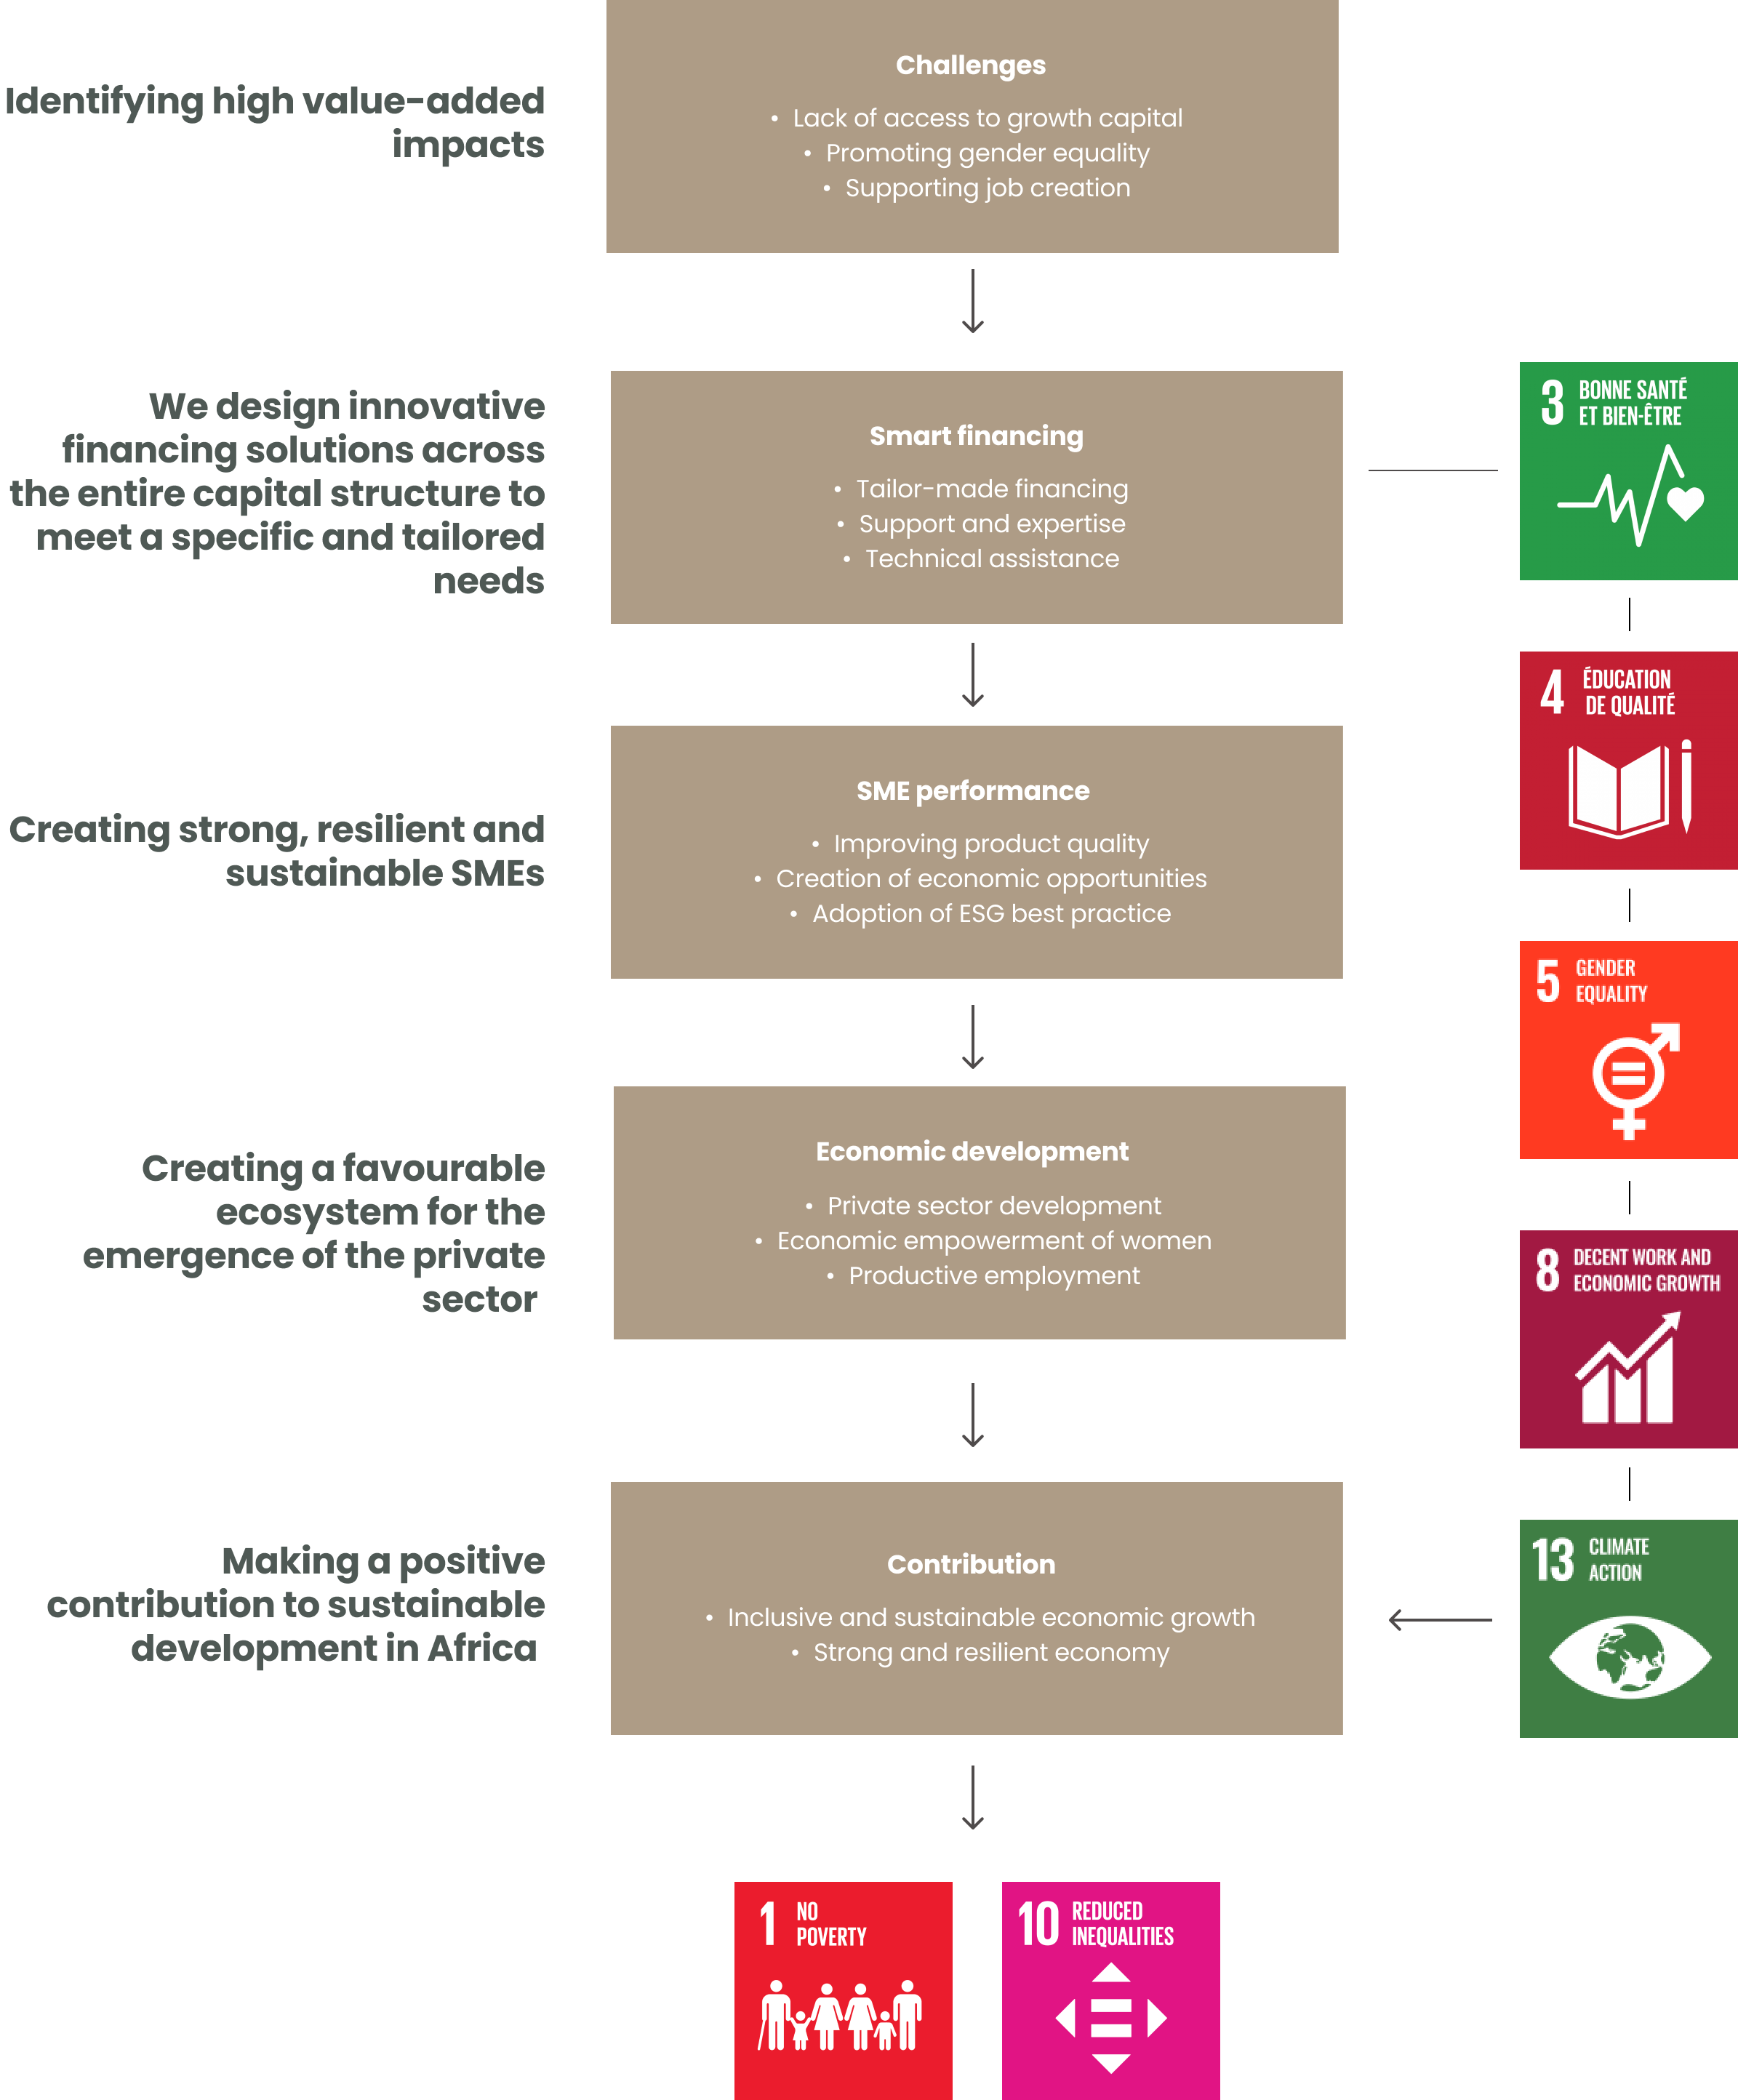 Identifying high value-added
impacts
Challenges
• Lack of access to growth capital
• Promoting gender equality
• Supporting job creation
We design innovative
financing solutions across
the entire capital structure to
meet a specific and tailored
needs
Smart financing
• Tailor-made financing
• Support and expertise
• Technical assistance
3 BONNE SANTÉ
ET BIEN-ÊTRE
4 ÉDUCATION
DE QUALITÉ
Creating strong, resilient and
sustainable SMEs
SME performance
• Improving product quality
• Creation of economic opportunities
• Adoption of ESG best practice
5 GENDER
EQUALITY
Creating a favourable
ecosystem for the
emergence of the private
sector
Economic development
• Private sector development
• Economic empowerment of women
• Productive employment
8 DECENT WORK AND
ECONOMIC GROWTH
Making a positive
contribution to sustainable
development in Africa
Contribution
• Inclusive and sustainable economic growth
• Strong and resilient economy
13 CLIMATE
ACTION
1 NO
POVERTY
10 REDUCED
INEQUALITIES